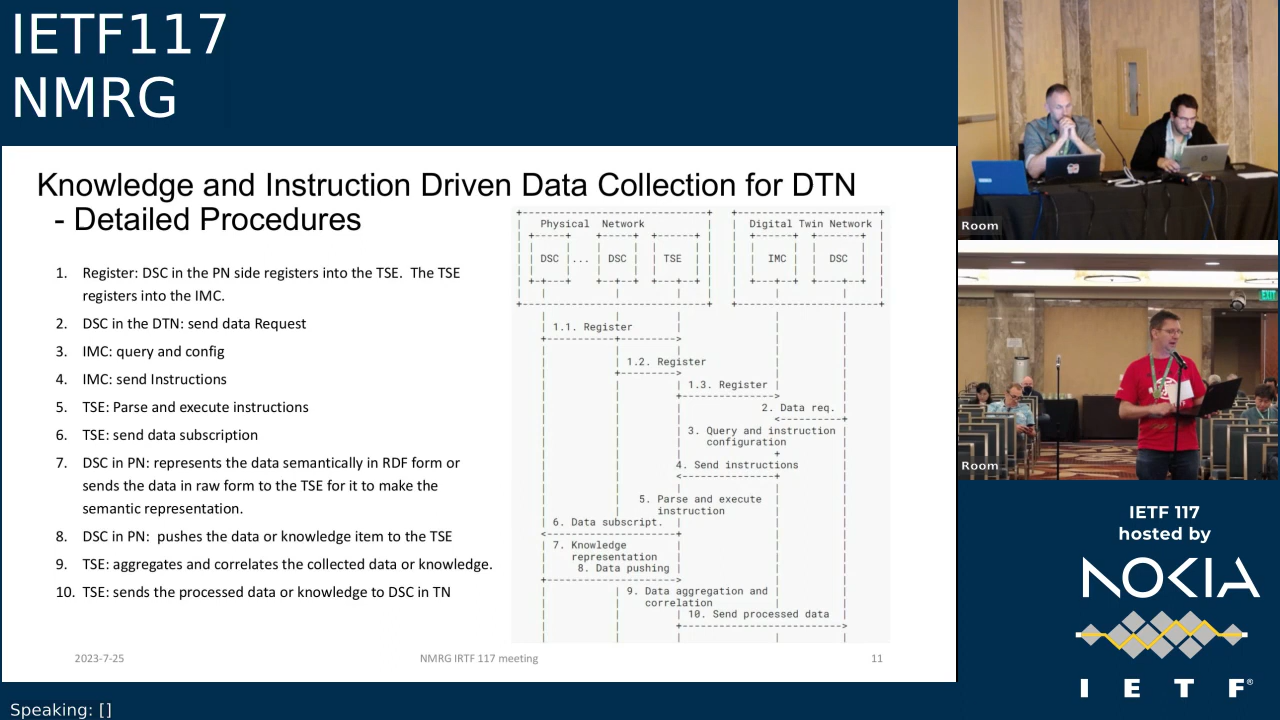 IETF117
NMRG
Knowledge and Instruction Driven Data Collection for DTN
- Detailed Procedures
1. Register: DSC in the PN side registers into the TSE. The TSE
registers into the IMC.
2. DSC in the DTN: send data Request
3. IMC: query and config
4. IMC: send Instructions
5. TSE: Parse and execute instructions
6. TSE: send data subscription
7. DSC in PN: represents the data semantically in RDF form or
sends the data in raw form to the TSE for it to make the
semantic representation.
8. DSC in PN: pushes the data or knowledge item to the TSE
9. TSE: aggregates and correlates the collected data or knowledge.
10. TSE: sends the processed data or knowledge to DSC in TN
Physical Network
Digital Twin Network
DSC ... DSC TSE IMC DSC
1.1. Register
1.2. Register
1.3. Register
2. Data req.
3. Query and instruction
configuration
4. Send instructions
5. Parse and execute
instruction
6. Data subscript.
7. Knowledge
representation
8. Data pushing
9. Data aggregation and
correlation
10. Send processed data
2023-7-25
NMRG IRTF 117 meeting
11
Room
EXIT
Room
IETF 117
hosted by
NOKIA
I E T F®
Speaking: []